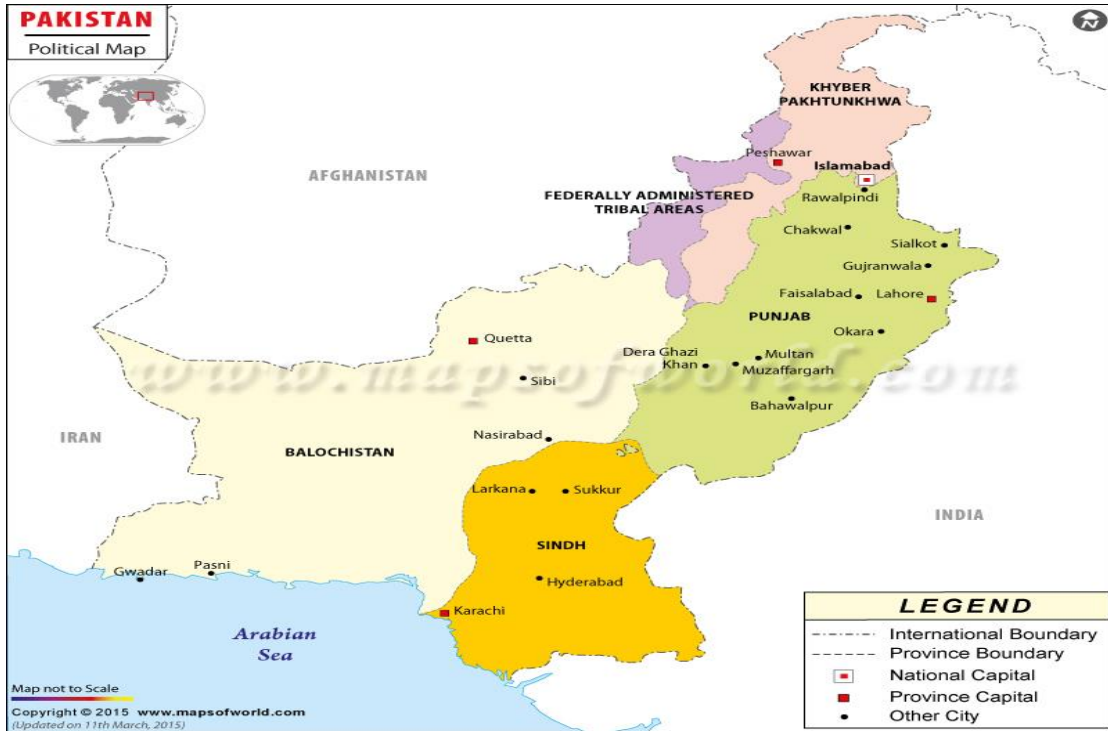 PAKISTAN
Political Map
N
KHYBER
PAKHTUNKHWA
Peshawar
Islamabad
AFGHANISTAN
FEDERALLY ADMINISTERED
TRIBAL AREAS
Rawalpindi
Chakwal
Sialkot
Gujranwala
Faisalabad
Lahore
PUNJAB
Okara
Quetta
Dera Ghazi
Khan
Multan
Muzaffargarh
www.mapsofworld.com
Sibi
Bahawalpur
Nasirabad
IRAN
BALOCHISTAN
Larkana
Sukkur
INDIA
SINDH
Gwadar
Pasni
Hyderabad
Karachi
Arabian
Sea
LEGEND
International Boundary
Province Boundary
National Capital
Province Capital
Other City
Map not to Scale
Copyright © 2015 www.mapsofworld.com
(Updated on 11th March, 2015)